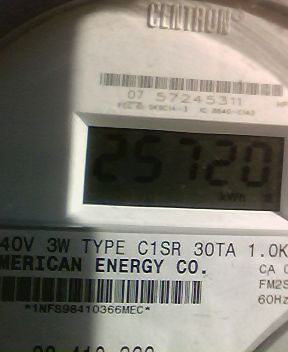 CENTRON®
07 57245311
25720
kWh
40V 3W TYPE C1SR 30TA 1.0K
MERICAN ENERGY CO.
CA
FM2S
60Hz
*1NFS98410366MEC*